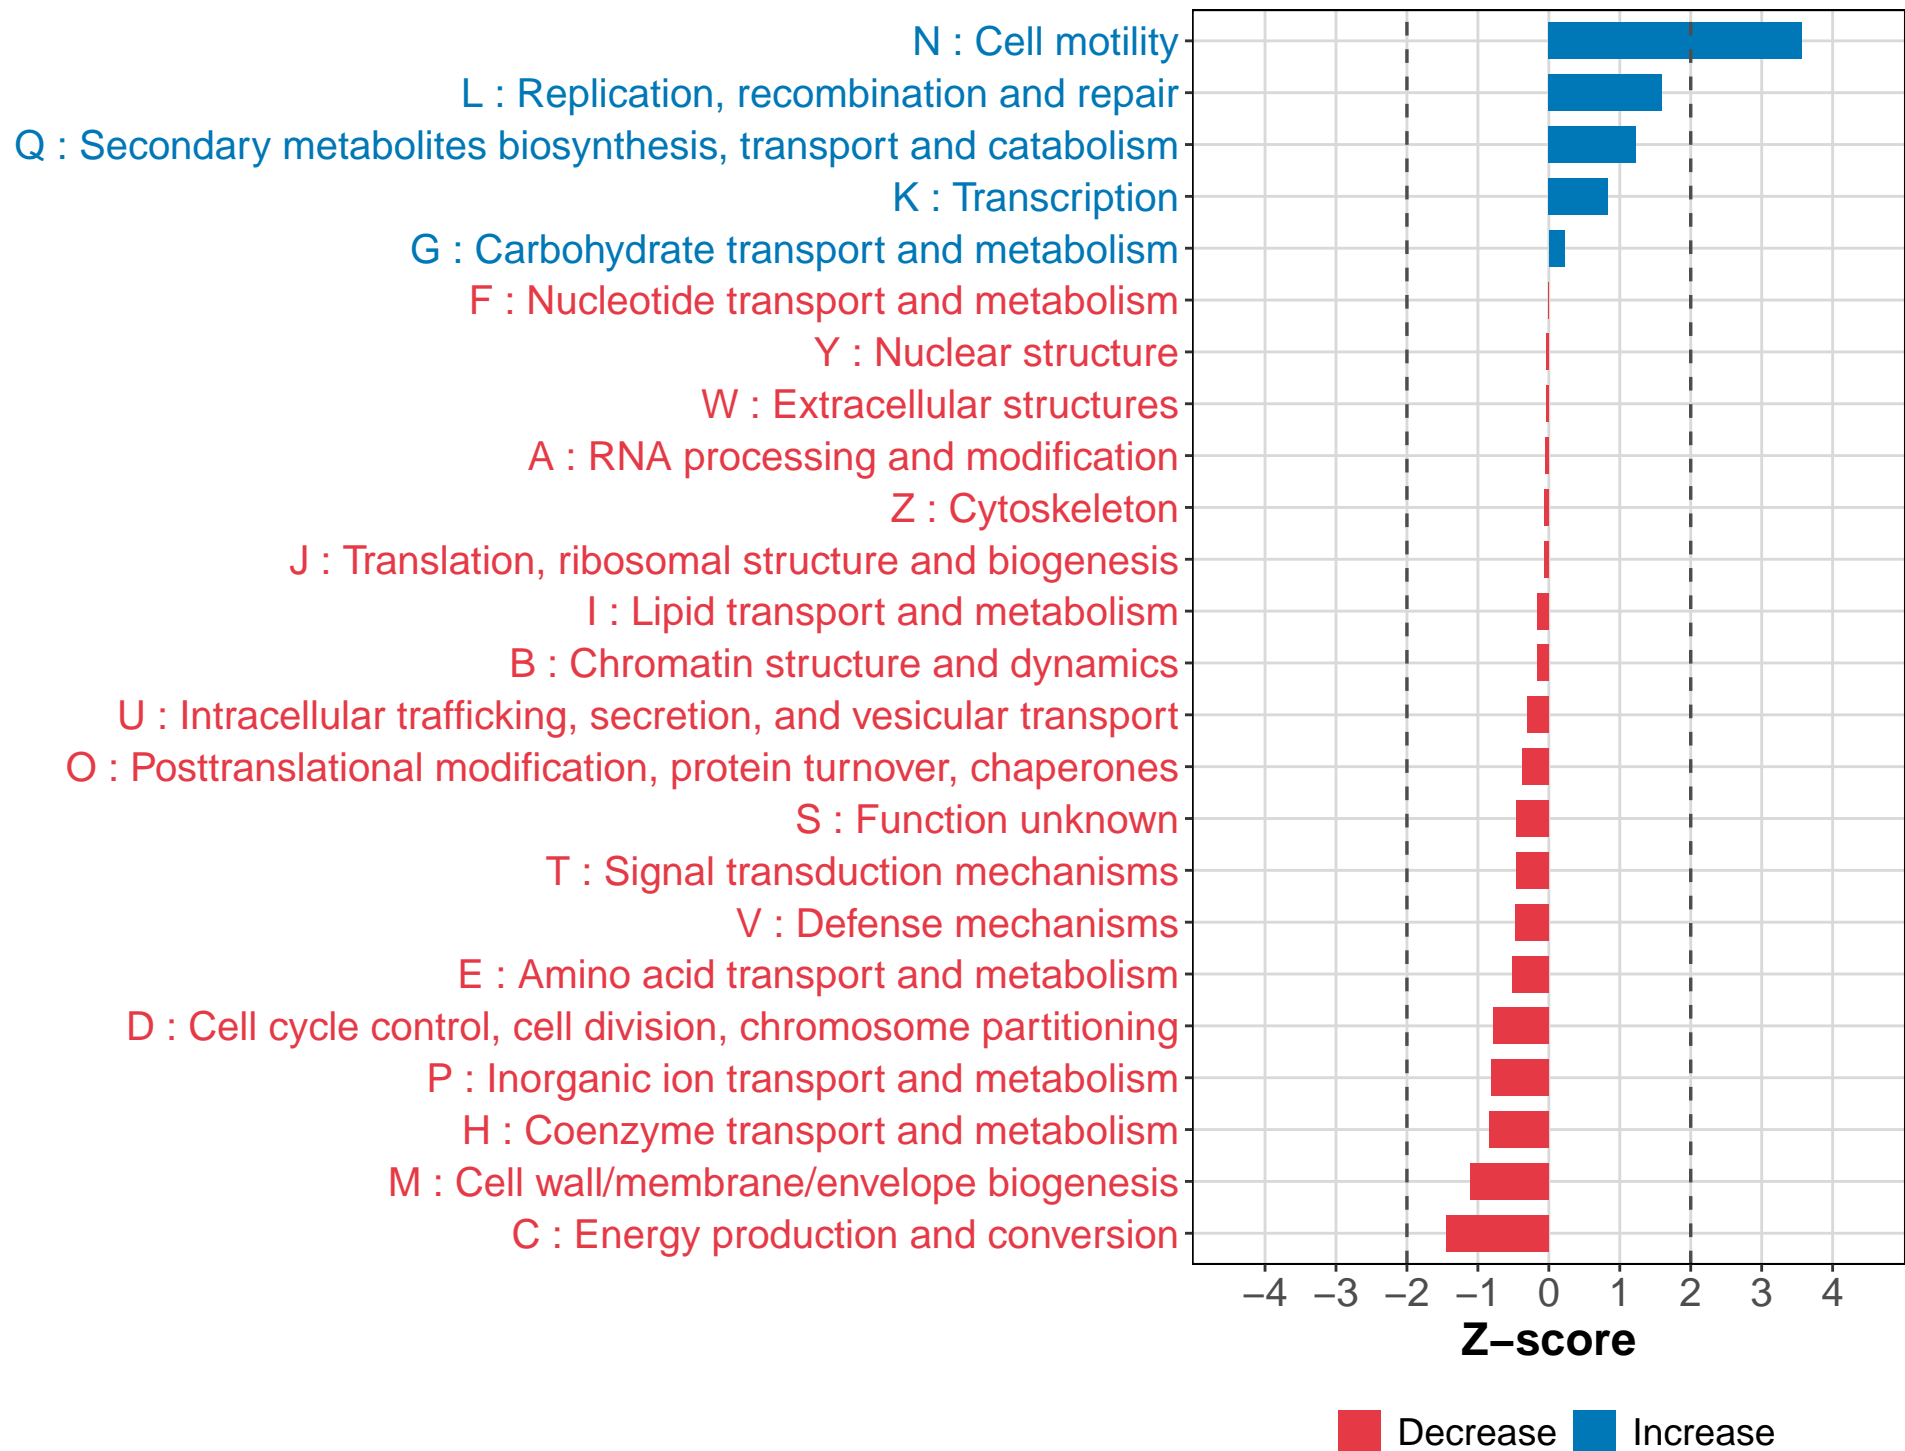 N : Cell motility
L : Replication, recombination and repair
Q : Secondary metabolites biosynthesis, transport and catabolism
K : Transcription
G : Carbohydrate transport and metabolism
F : Nucleotide transport and metabolism
Y : Nuclear structure
W : Extracellular structures
A : RNA processing and modification
Z : Cytoskeleton
J : Translation, ribosomal structure and biogenesis
I : Lipid transport and metabolism
B : Chromatin structure and dynamics
U : Intracellular trafficking, secretion, and vesicular transport
O : Posttranslational modification, protein turnover, chaperones
S : Function unknown
T : Signal transduction mechanisms
V : Defense mechanisms
E : Amino acid transport and metabolism
D : Cell cycle control, cell division, chromosome partitioning
P : Inorganic ion transport and metabolism
H : Coenzyme transport and metabolism
M : Cell wall/membrane/envelope biogenesis
C : Energy production and conversion
−4 −3 −2 −1 0 1 2 3 4
Z−score
Decrease Increase